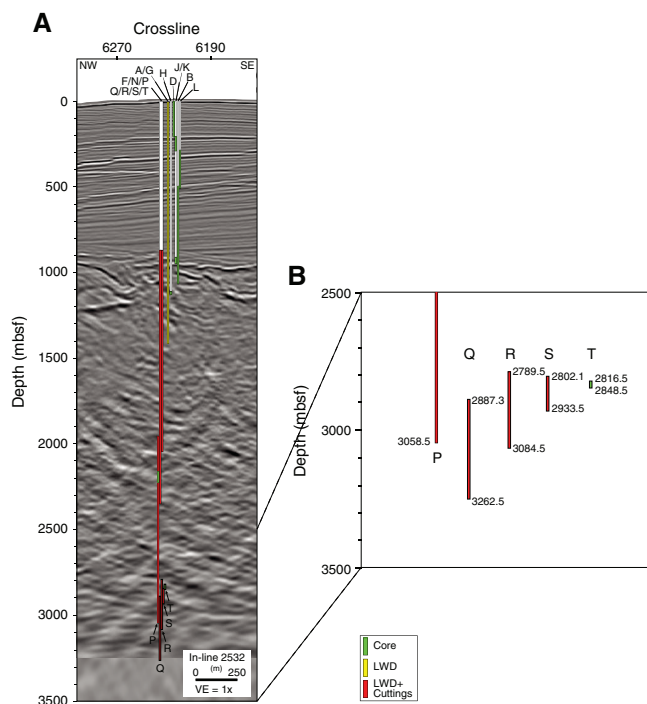 A
Crossline
6270 6190
NW SE
A/G H J/K
F/N/P D B
Q/R/S/T L
0
500
1000
1500
2000
2500
3000
3500
Depth (mbsf)
T
S
P
R
Q
In-line 2532
0 (m) 250
VE = 1x
B
2500
3000
3500
Depth (mbsf)
Q R S T
2789.5 2802.1 2816.5
2848.5
2887.3 2933.5
3058.5 3084.5
P
3262.5
Core
LWD
LWD+
Cuttings